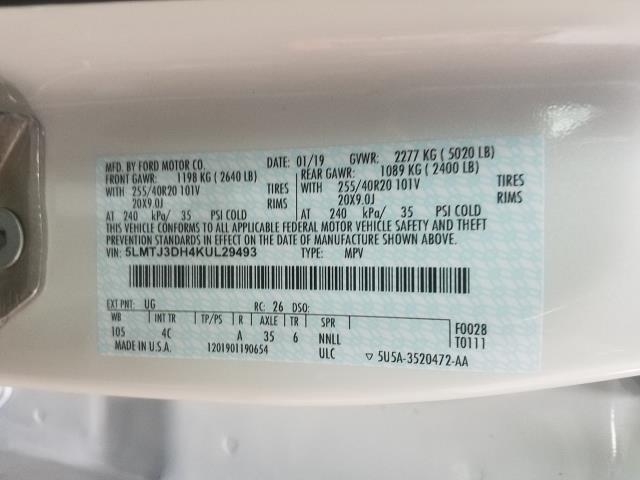 MFD. BY FORD MOTOR CO. DATE: 01/19 GVWR: 2277 KG ( 5020 LB)
FRONT GAWR: 1198 KG ( 2640 LB) REAR GAWR: 1089 KG ( 2400 LB)
WITH 255/40R20 101V TIRES WITH 255/40R20 101V TIRES
20X9.0J RIMS 20X9.0J RIMS
AT 240 kPa/ 35 PSI COLD AT 240 kPa/ 35 PSI COLD
THIS VEHICLE CONFORMS TO ALL APPLICABLE FEDERAL MOTOR VEHICLE SAFETY AND THEFT
PREVENTION STANDARDS IN EFFECT ON THE DATE OF MANUFACTURE SHOWN ABOVE.
VIN: 5LMTJ3DH4KUL29493 TYPE: MPV
EXT PNT: UG RC: 26 DSO:
WB INT TR TP/PS R AXLE TR SPR F0028
105 4C A 35 6 NNLL T0111
MADE IN U.S.A. 1201901190654 ULC ▽ 5U5A-3520472-AA